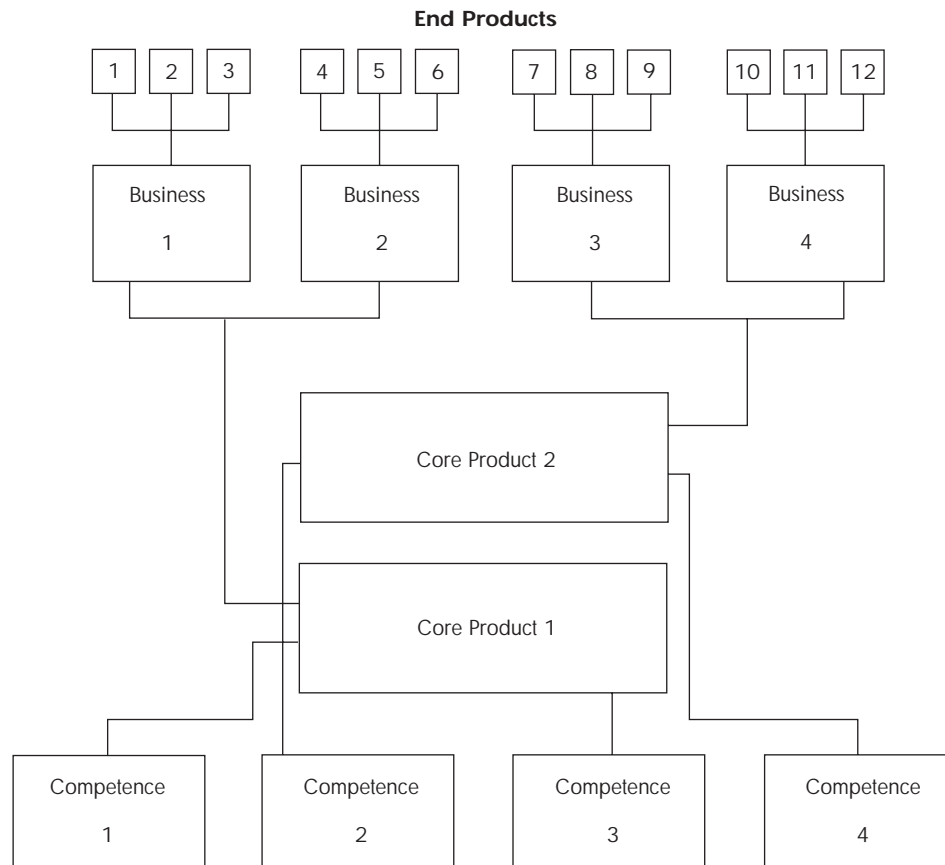 End Products
1 2 3 4 5 6 7 8 9 10 11 12
Business Business Business Business
1 2 3 4
Core Product 2
Core Product 1
Competence Competence Competence Competence
1 2 3 4